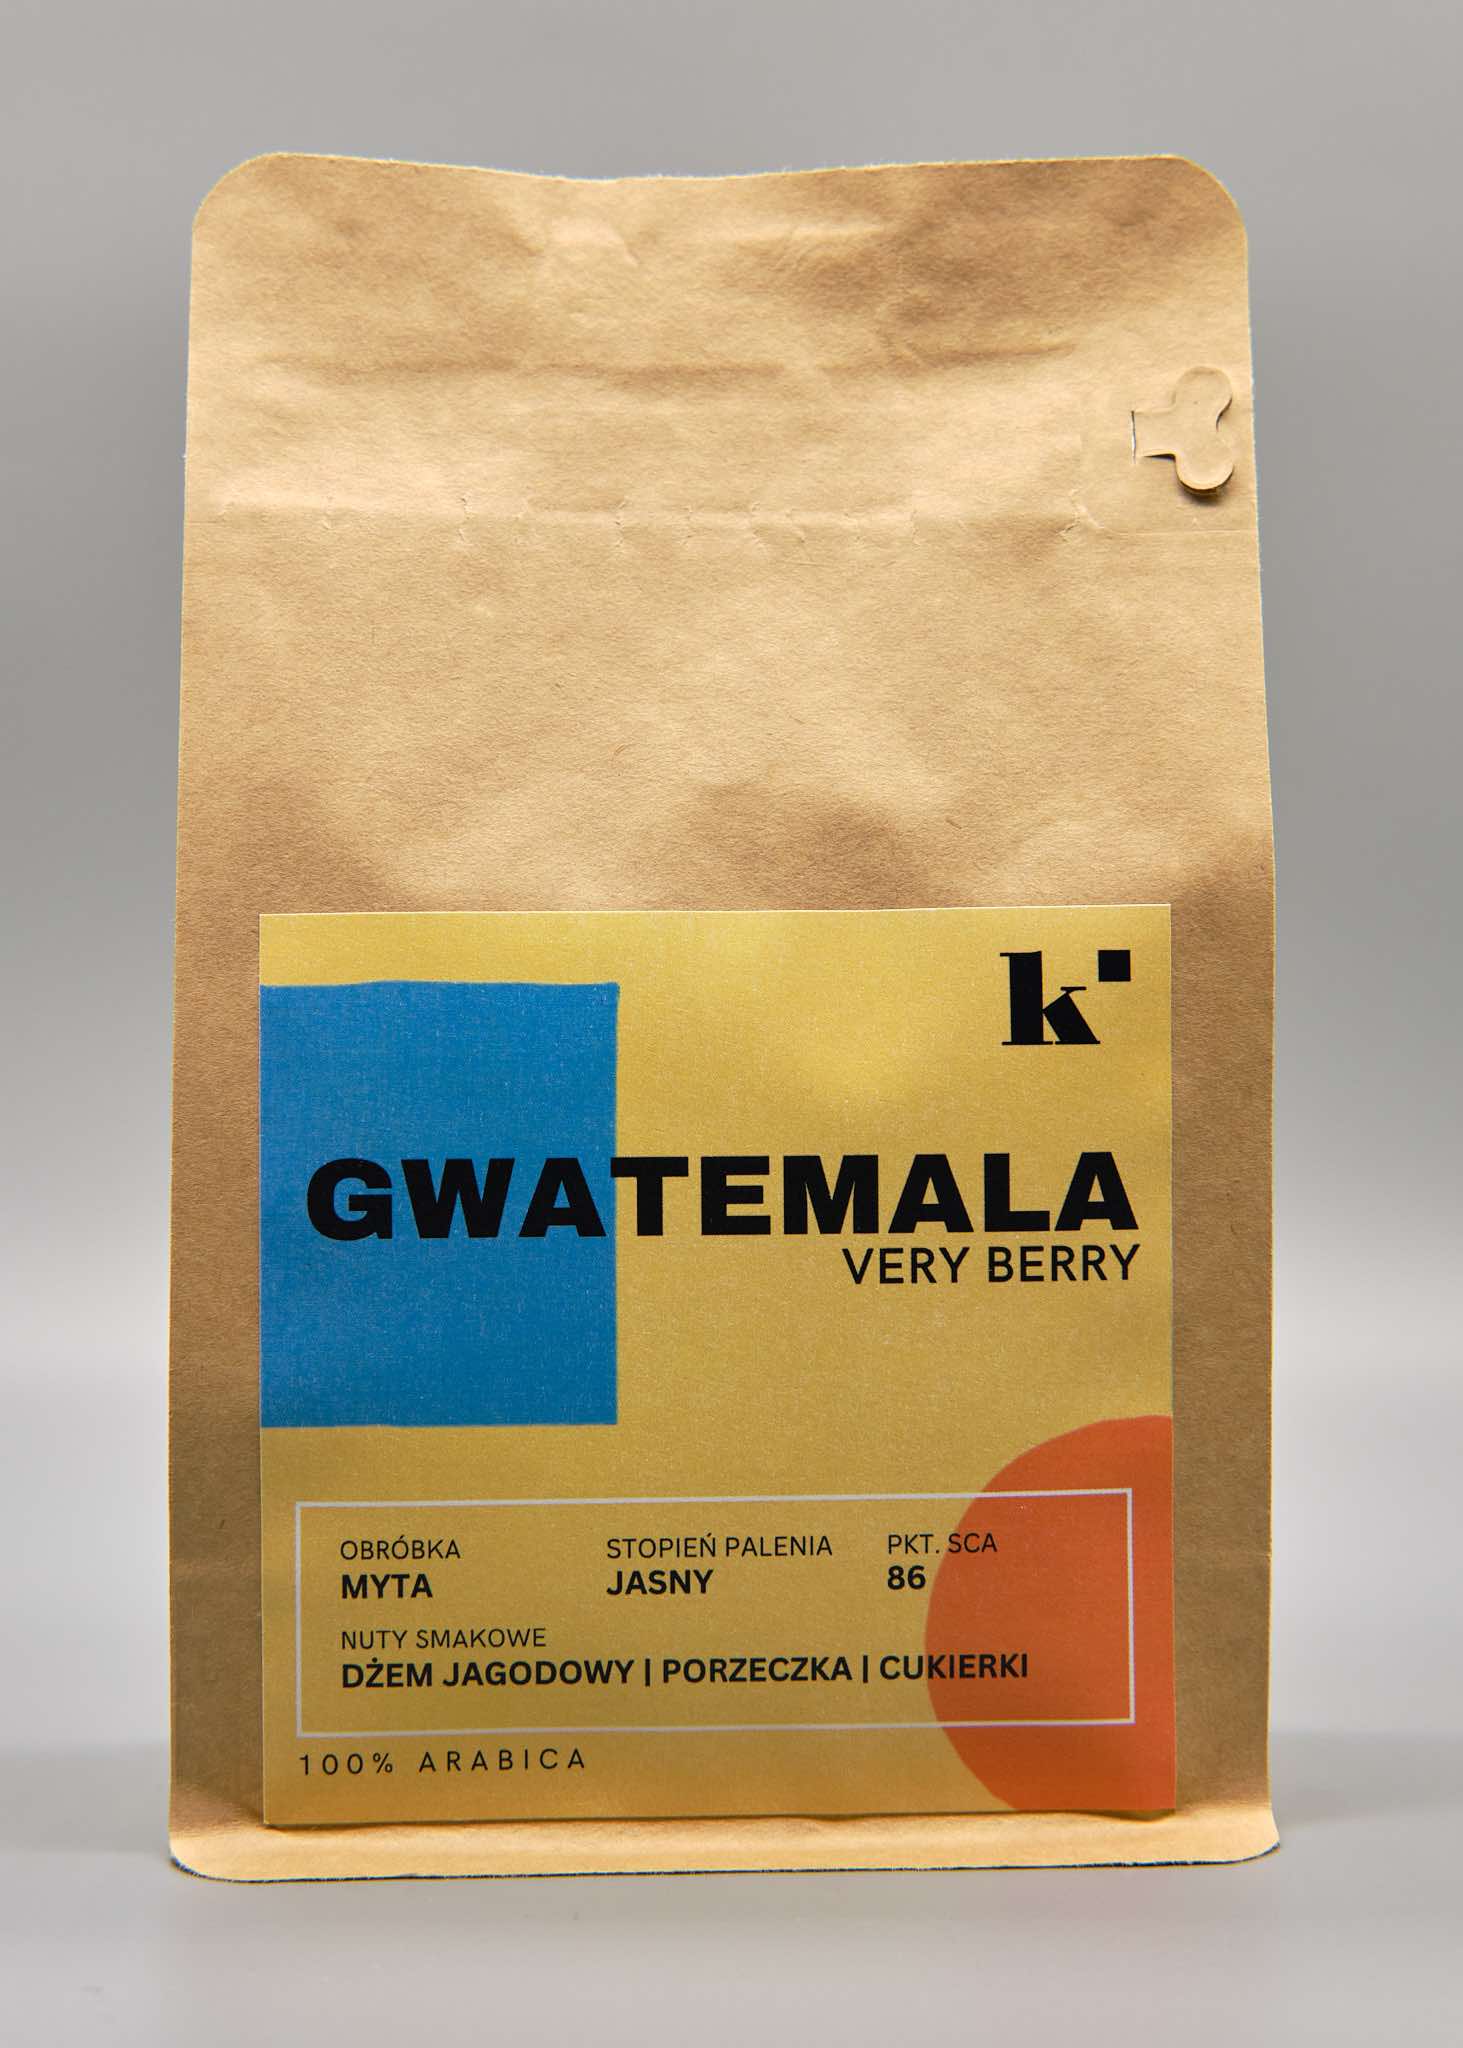 k
GWATEMALA
VERY BERRY
OBRÓBKA
MYTA
STOPIEŃ PALENIA
JASNY
PKT. SCA
86
NUTY SMAKOWE
DŻEM JAGODOWY | PORZECZKA | CUKIERKI
100% ARABICA